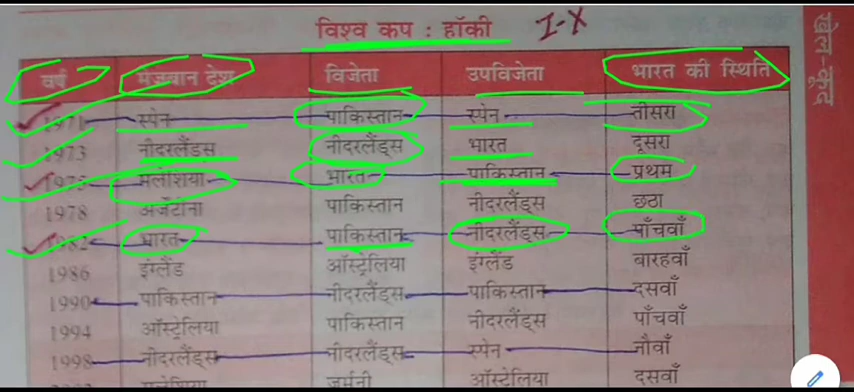 विश्व कप : हॉकी I-X
खेल-कूद
वर्ष मेजबान देश विजेता उपविजेता भारत की स्थिति
1971 स्पेन पाकिस्तान स्पेन तीसरा
1973 नीदरलैंड्स नीदरलैंड्स भारत दूसरा
1975 मलेशिया भारत पाकिस्तान प्रथम
1978 अर्जेंटीना पाकिस्तान नीदरलैंड्स छठा
1982 भारत पाकिस्तान नीदरलैंड्स पाँचवाँ
1986 इंग्लैंड ऑस्ट्रेलिया इंग्लैंड बारहवाँ
1990 पाकिस्तान नीदरलैंड्स पाकिस्तान दसवाँ
1994 ऑस्ट्रेलिया पाकिस्तान नीदरलैंड्स पाँचवाँ
1998 नीदरलैंड्स नीदरलैंड्स स्पेन नौवाँ
मलेशिया जर्मनी ऑस्ट्रेलिया दसवाँ